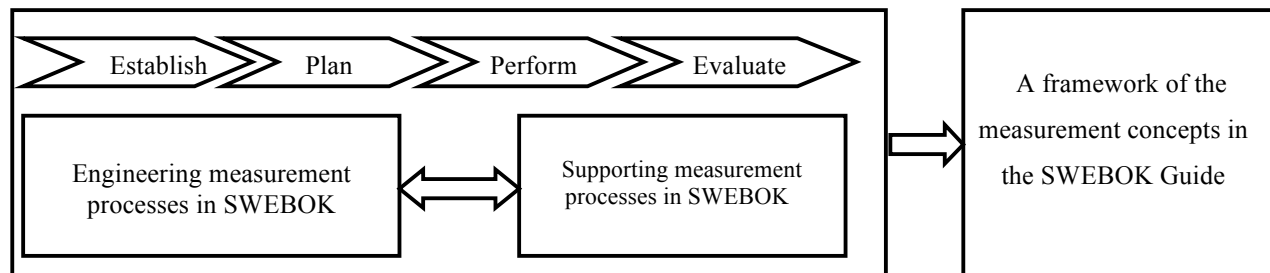 Establish
Plan
Perform
Evaluate
Engineering measurement
processes in SWEBOK
Supporting measurement
processes in SWEBOK
A framework of the
measurement concepts in
the SWEBOK Guide